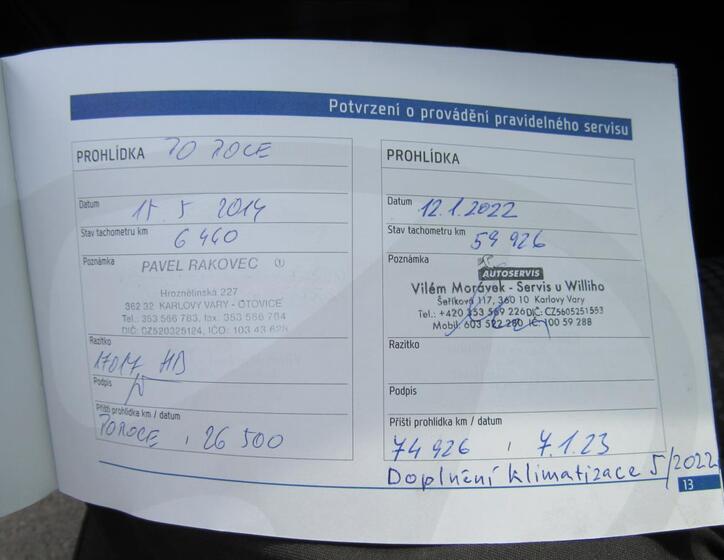 Potvrzení o provádění pravidelného servisu
PROHLÍDKA PO ROCE
Datum 15 5 2014
Stav tachometru km 6 460
Poznámka PAVEL RAKOVEC
Hroznětínská 227
362 32 KARLOVY VARY - OTOVICE
Tel.: 353 566 783, fax: 353 566 784
DIČ: CZ520325124, IČO: 103 43 628
Razítko
Podpis
Příští prohlídka km / datum
PO ROCE , 26 500
PROHLÍDKA
Datum 12.1.2022
Stav tachometru km 59 926
Poznámka
AUTOSERVIS
Vilém Morávek - Servis u Williho
Šeříková 117, 360 10 Karlovy Vary
Tel.: +420 353 569 226 DIČ: CZ5605251553
Mobil: 603 522 280 IČ: 100 59 288
Razítko
Podpis
Příšti prohlídka km / datum
74 926 , 7.1.23
Doplnění klimatizace 5/2022
13